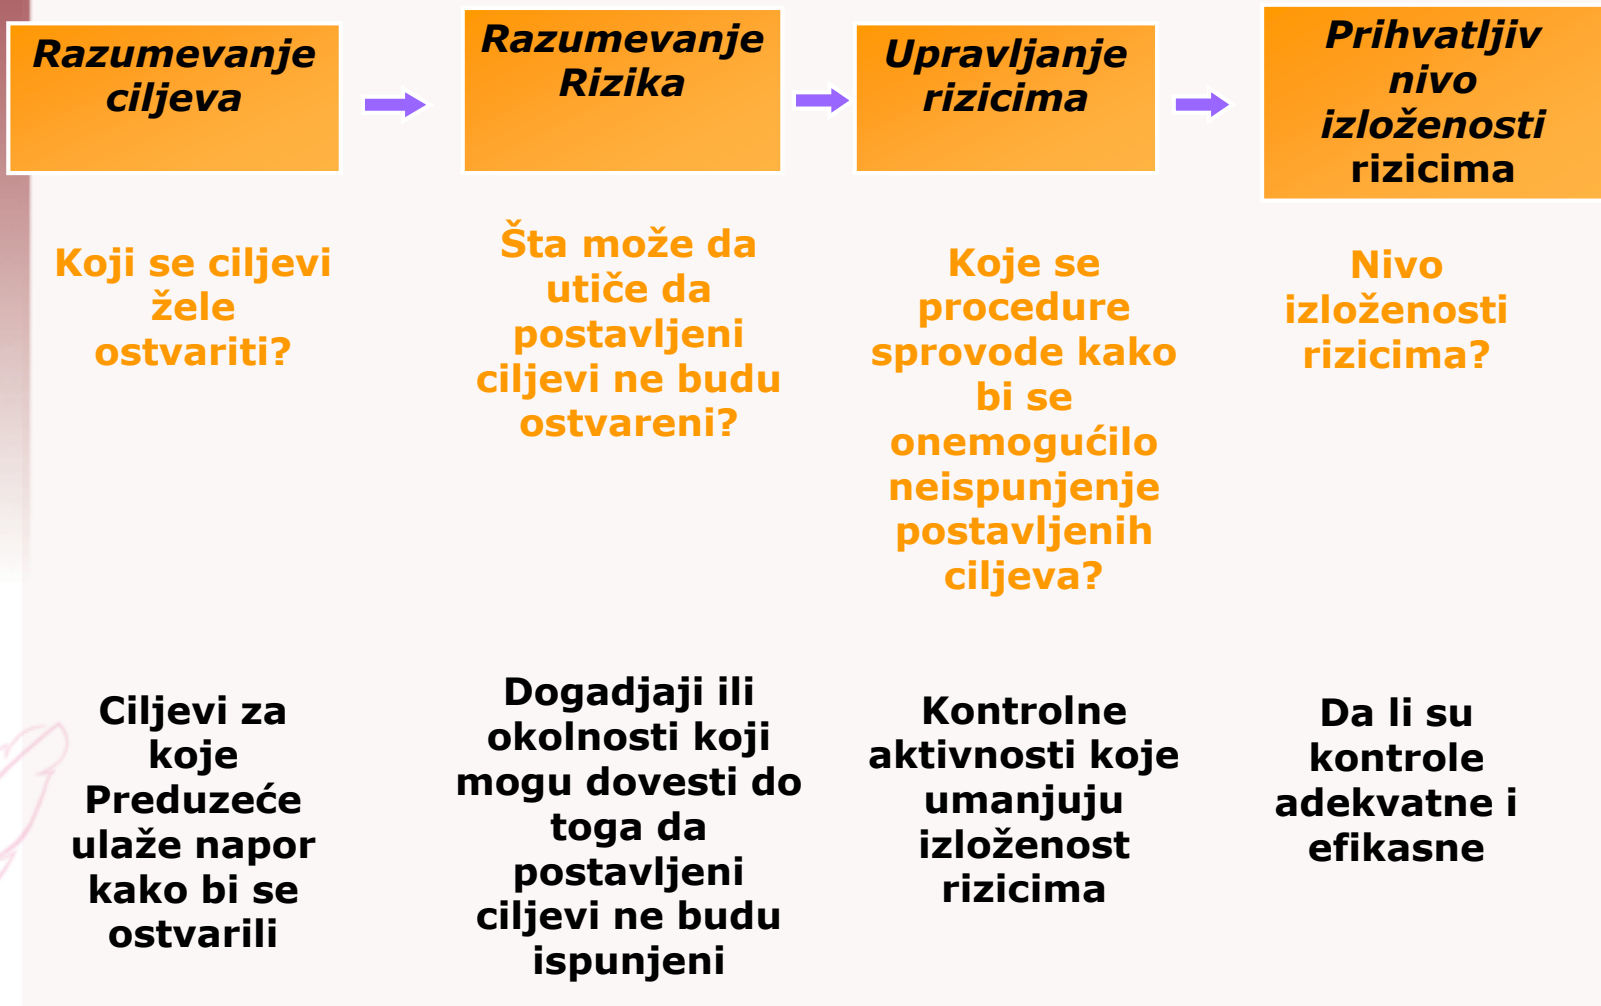 Razumevanje
ciljeva
Razumevanje
Rizika
Upravljanje
rizicima
Prihvatljiv
nivo
izloženosti
rizicima
Koji se ciljevi
žele
ostvariti?
Šta može da
utiče da
postavljeni
ciljevi ne budu
ostvareni?
Koje se
procedure
sprovode kako
bi se
onemogućilo
neispunjenje
postavljenih
ciljeva?
Nivo
izloženosti
rizicima?
Ciljevi za
koje
Preduzeće
ulaže napor
kako bi se
ostvarili
Dogadjaji ili
okolnosti koji
mogu dovesti do
toga da
postavljeni
ciljevi ne budu
ispunjeni
Kontrolne
aktivnosti koje
umanjuju
izloženost
rizicima
Da li su
kontrole
adekvatne i
efikasne